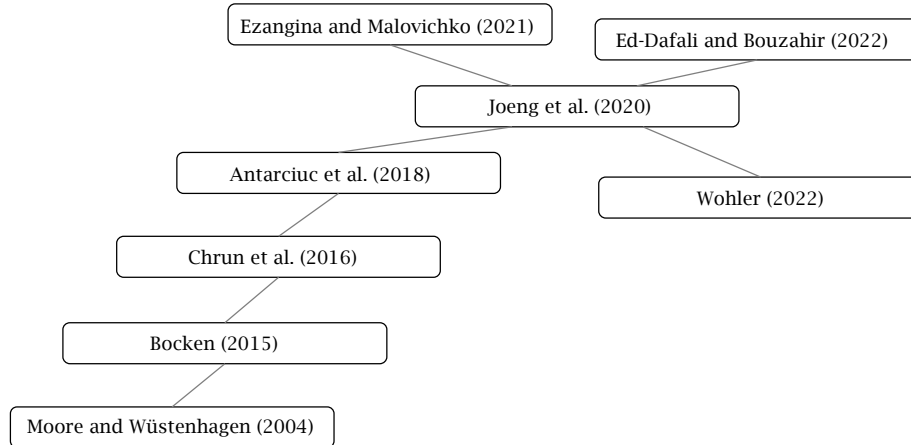 Ezangina and Malovichko (2021)
Ed-Dafali and Bouzahir (2022)
Joeng et al. (2020)
Antarciuc et al. (2018)
Wohler (2022)
Chrun et al. (2016)
Bocken (2015)
Moore and Wüstenhagen (2004)